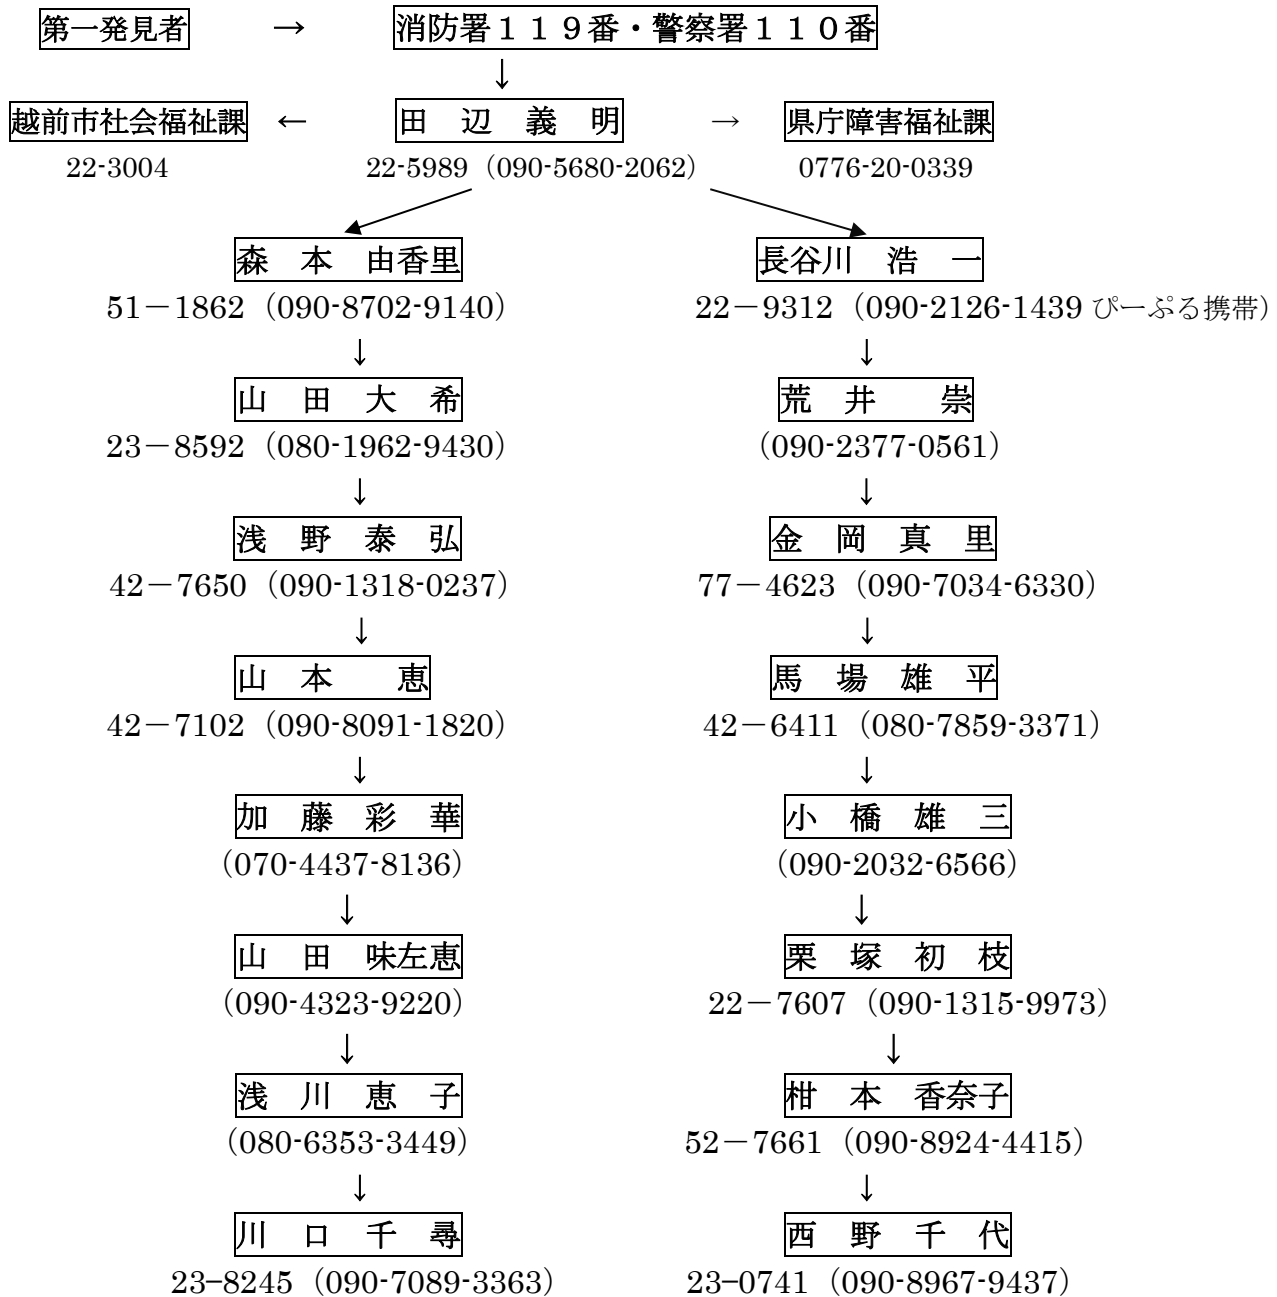 第一発見者 → 消防署１１９番・警察署１１０番
↓
越前市社会福祉課 ← 田　辺　義　明 → 県庁障害福祉課
22-3004 22-5989（090-5680-2062） 0776-20-0339
森　本　由香里 長谷川　浩　一
51－1862（090-8702-9140） 22－9312（090-2126-1439 ぴーぷる携帯）
↓ ↓
山　田　大　希 荒　井　　崇
23－8592（080-1962-9430） （090-2377-0561）
↓ ↓
浅　野　泰　弘 金　岡　真　里
42－7650（090-1318-0237） 77－4623（090-7034-6330）
↓ ↓
山　本　　恵 馬　場　雄　平
42－7102（090-8091-1820） 42－6411（080-7859-3371）
↓ ↓
加　藤　彩　華 小　橋　雄　三
（070-4437-8136） （090-2032-6566）
↓ ↓
山　田　味左恵 栗　塚　初　枝
（090-4323-9220） 22－7607（090-1315-9973）
↓ ↓
浅　川　恵　子 柑　本　香奈子
（080-6353-3449） 52－7661（090-8924-4415）
↓ ↓
川　口　千　尋 西　野　千　代
23–8245（090-7089-3363） 23–0741（090-8967-9437）